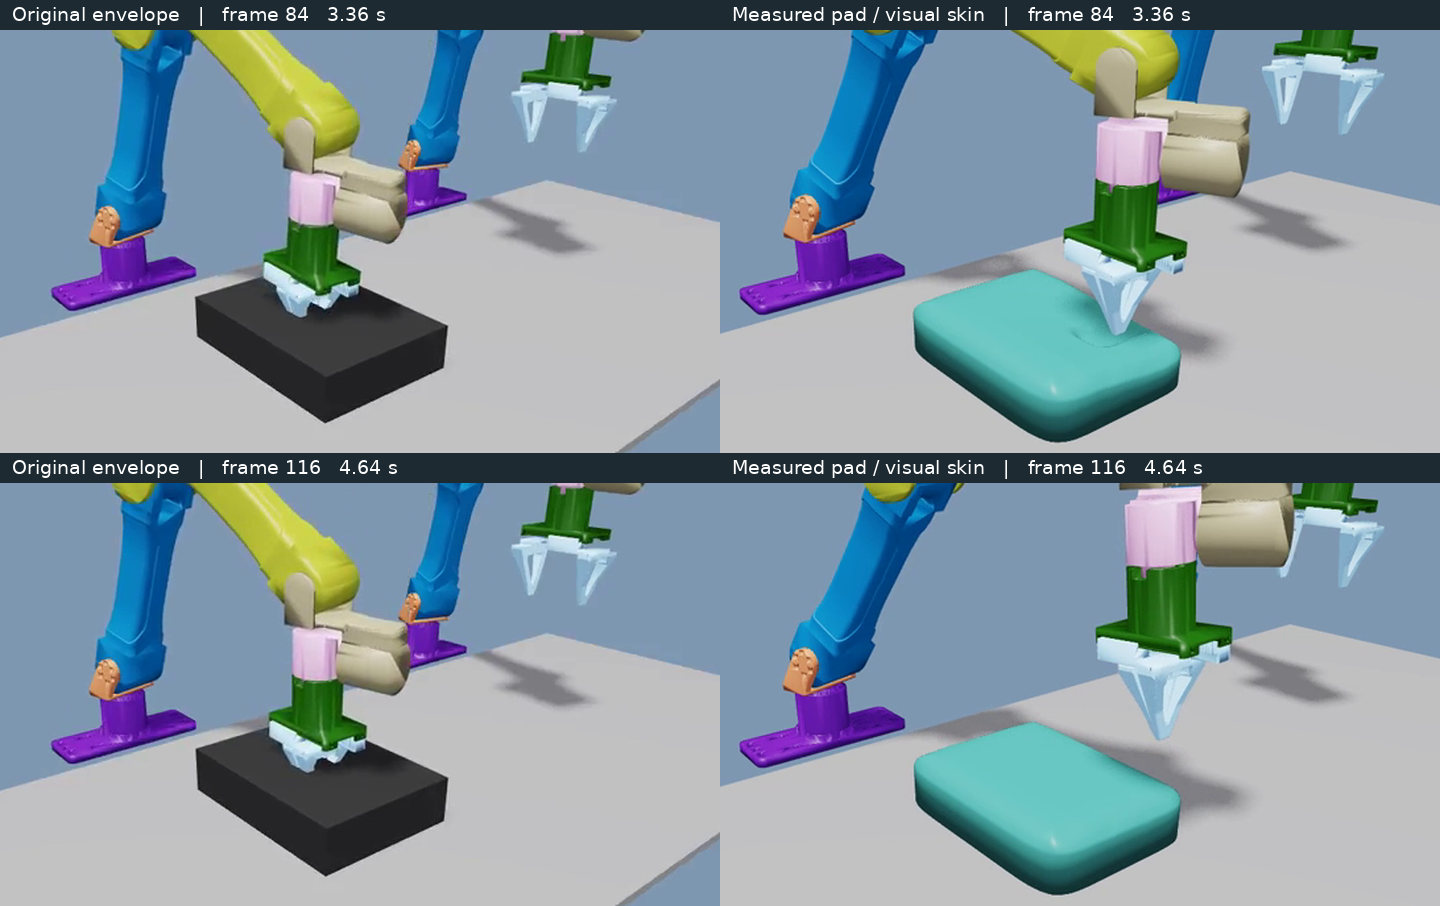 Original envelope | frame 84 3.36 s
Measured pad / visual skin | frame 84 3.36 s
Original envelope | frame 116 4.64 s
Measured pad / visual skin | frame 116 4.64 s